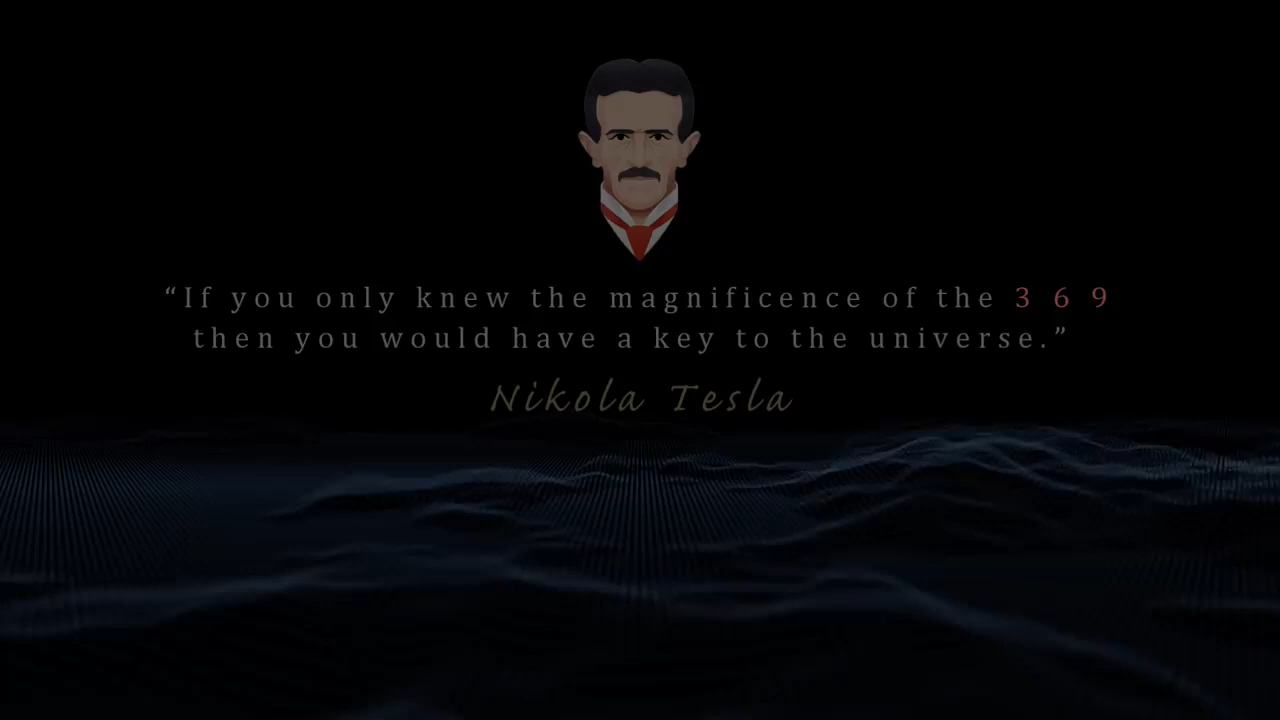 “If you only knew the magnificence of the 3 6 9
then you would have a key to the universe.”
Nikola Tesla